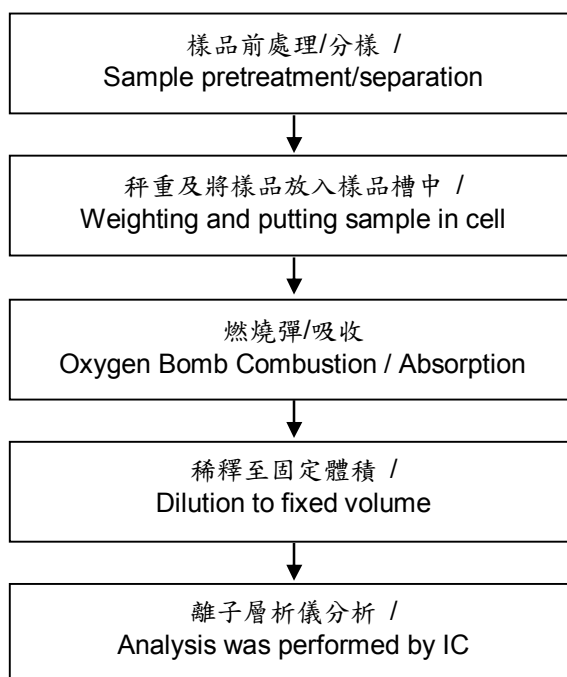 樣品前處理/分樣 /
Sample pretreatment/separation
秤重及將樣品放入樣品槽中 /
Weighting and putting sample in cell
燃燒彈/吸收
Oxygen Bomb Combustion / Absorption
稀釋至固定體積 /
Dilution to fixed volume
離子層析儀分析 /
Analysis was performed by IC